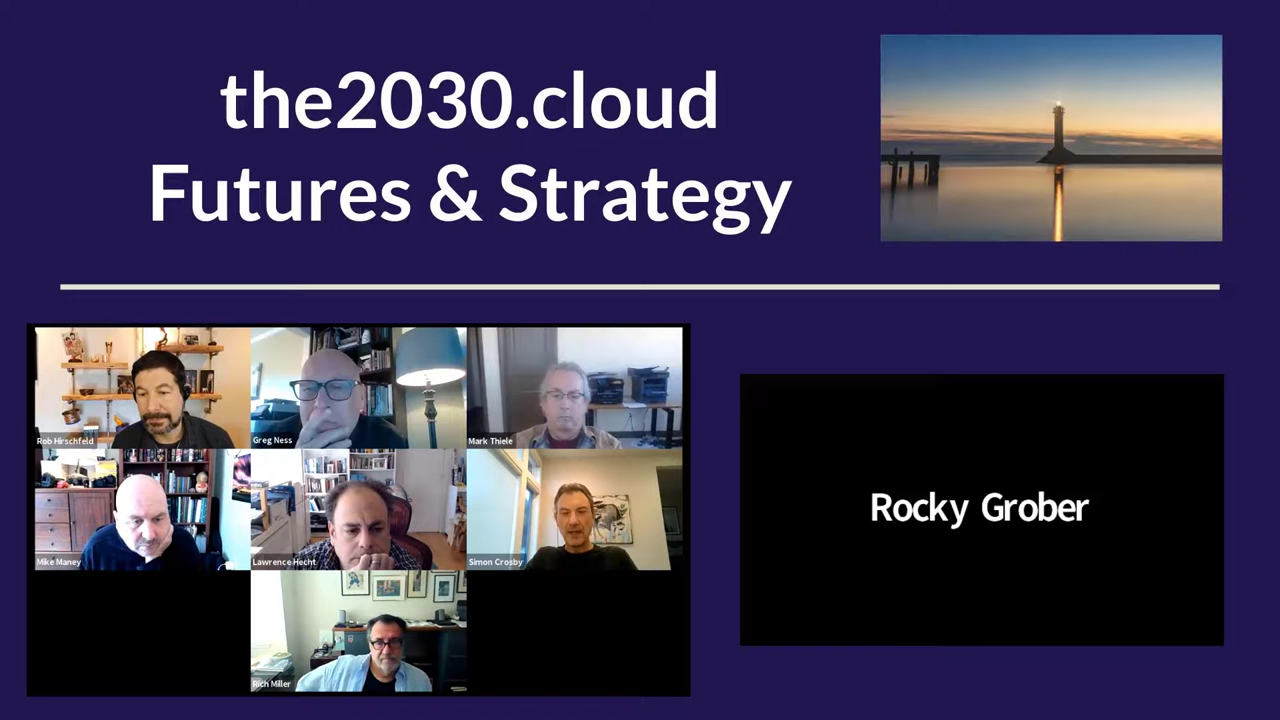 the2030.cloud
Futures & Strategy
Rob Hirschfeld
Greg Ness
Mark Thiele
Mike Maney
Lawrence Hecht
Simon Crosby
Rich Miller
Rocky Grober